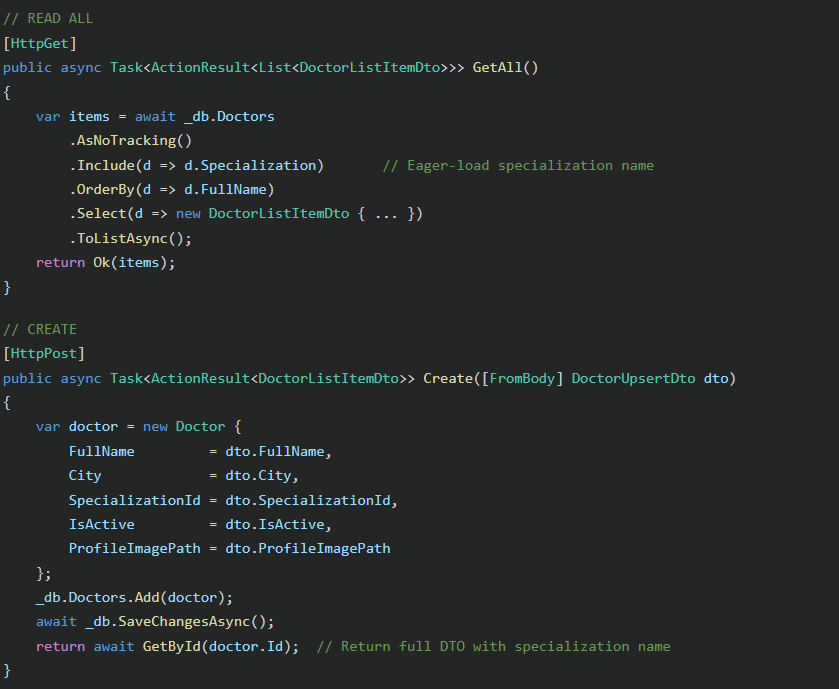 // READ ALL
[HttpGet]
public async Task<ActionResult<List<DoctorListItemDto>>> GetAll()
{
    var items = await _db.Doctors
        .AsNoTracking()
        .Include(d => d.Specialization)       // Eager-load specialization name
        .OrderBy(d => d.FullName)
        .Select(d => new DoctorListItemDto { ... })
        .ToListAsync();
    return Ok(items);
}

// CREATE
[HttpPost]
public async Task<ActionResult<DoctorListItemDto>> Create([FromBody] DoctorUpsertDto dto)
{
    var doctor = new Doctor {
        FullName         = dto.FullName,
        City             = dto.City,
        SpecializationId = dto.SpecializationId,
        IsActive         = dto.IsActive,
        ProfileImagePath = dto.ProfileImagePath
    };
    _db.Doctors.Add(doctor);
    await _db.SaveChangesAsync();
    return await GetById(doctor.Id);  // Return full DTO with specialization name
}